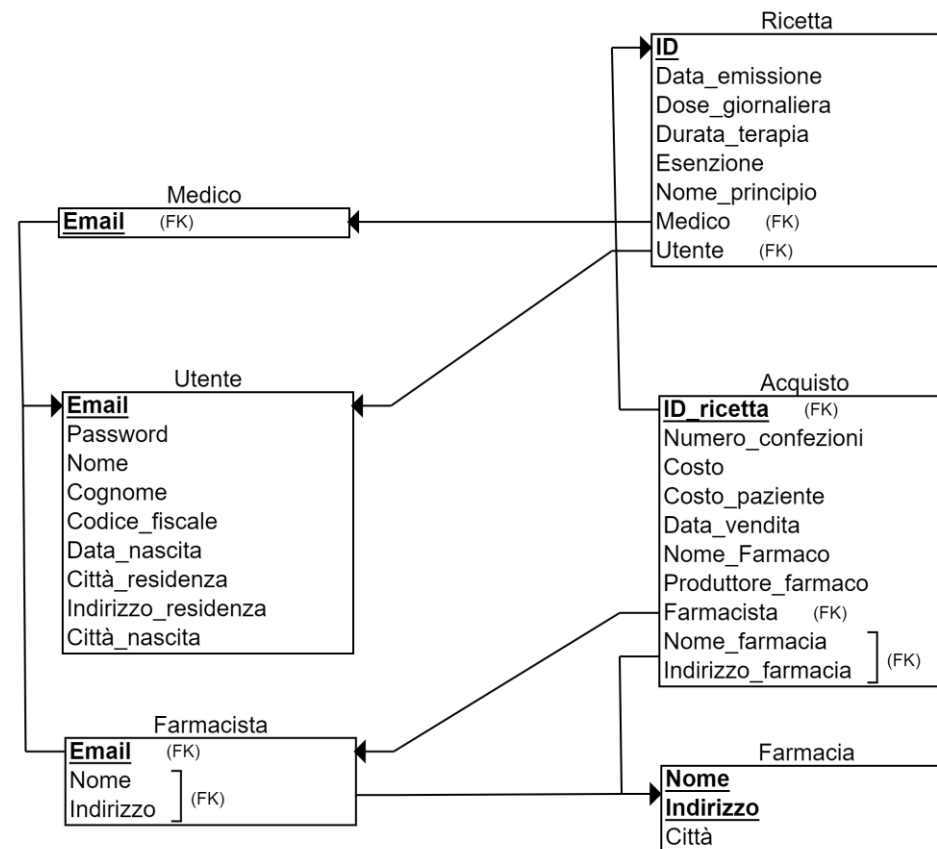 Ricetta
ID
Data_emissione
Dose_giornaliera
Durata_terapia
Esenzione
Nome_principio
Medico (FK)
Utente (FK)
Medico
Email (FK)
Utente
Email
Password
Nome
Cognome
Codice_fiscale
Data_nascita
Città_residenza
Indirizzo_residenza
Città_nascita
Acquisto
ID_ricetta (FK)
Numero_confezioni
Costo
Costo_paziente
Data_vendita
Nome_Farmaco
Produttore_farmaco
Farmacista (FK)
Nome_farmacia
Indirizzo_farmacia
(FK)
Farmacista
Email (FK)
Nome
Indirizzo
(FK)
Farmacia
Nome
Indirizzo
Città